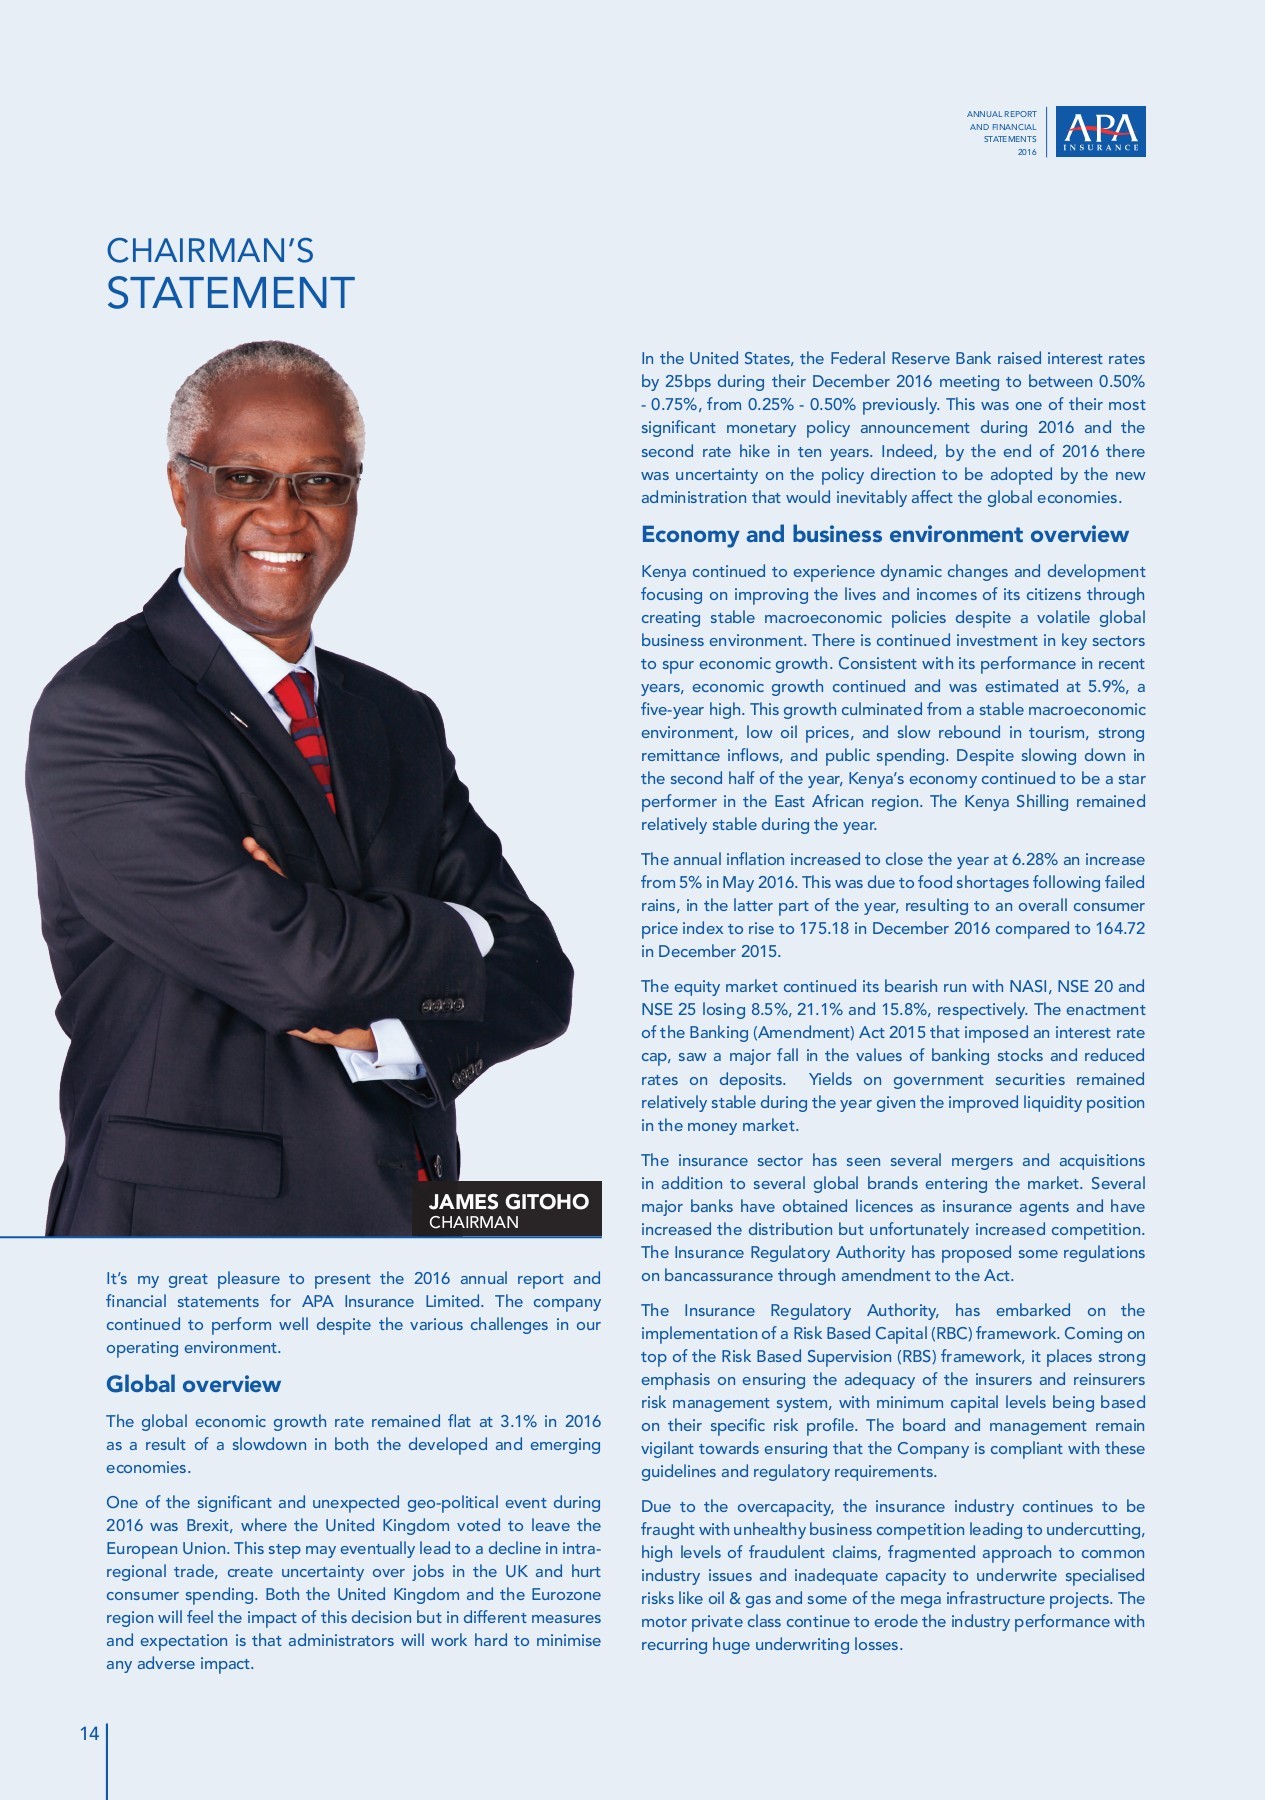 ANNUAL REPORT
AND FINANCIAL
STATEMENTS
2016
APA
INSURANCE
CHAIRMAN’S
STATEMENT
JAMES GITOHO
CHAIRMAN
It’s my great pleasure to present the 2016 annual report and
financial statements for APA Insurance Limited. The company
continued to perform well despite the various challenges in our
operating environment.
Global overview
The global economic growth rate remained flat at 3.1% in 2016
as a result of a slowdown in both the developed and emerging
economies.
One of the significant and unexpected geo-political event during
2016 was Brexit, where the United Kingdom voted to leave the
European Union. This step may eventually lead to a decline in intra-
regional trade, create uncertainty over jobs in the UK and hurt
consumer spending. Both the United Kingdom and the Eurozone
region will feel the impact of this decision but in different measures
and expectation is that administrators will work hard to minimise
any adverse impact.
In the United States, the Federal Reserve Bank raised interest rates
by 25bps during their December 2016 meeting to between 0.50%
- 0.75%, from 0.25% - 0.50% previously. This was one of their most
significant monetary policy announcement during 2016 and the
second rate hike in ten years. Indeed, by the end of 2016 there
was uncertainty on the policy direction to be adopted by the new
administration that would inevitably affect the global economies.
Economy and business environment overview
Kenya continued to experience dynamic changes and development
focusing on improving the lives and incomes of its citizens through
creating stable macroeconomic policies despite a volatile global
business environment. There is continued investment in key sectors
to spur economic growth. Consistent with its performance in recent
years, economic growth continued and was estimated at 5.9%, a
five-year high. This growth culminated from a stable macroeconomic
environment, low oil prices, and slow rebound in tourism, strong
remittance inflows, and public spending. Despite slowing down in
the second half of the year, Kenya’s economy continued to be a star
performer in the East African region. The Kenya Shilling remained
relatively stable during the year.
The annual inflation increased to close the year at 6.28% an increase
from 5% in May 2016. This was due to food shortages following failed
rains, in the latter part of the year, resulting to an overall consumer
price index to rise to 175.18 in December 2016 compared to 164.72
in December 2015.
The equity market continued its bearish run with NASI, NSE 20 and
NSE 25 losing 8.5%, 21.1% and 15.8%, respectively. The enactment
of the Banking (Amendment) Act 2015 that imposed an interest rate
cap, saw a major fall in the values of banking stocks and reduced
rates on deposits. Yields on government securities remained
relatively stable during the year given the improved liquidity position
in the money market.
The insurance sector has seen several mergers and acquisitions
in addition to several global brands entering the market. Several
major banks have obtained licences as insurance agents and have
increased the distribution but unfortunately increased competition.
The Insurance Regulatory Authority has proposed some regulations
on bancassurance through amendment to the Act.
The Insurance Regulatory Authority, has embarked on the
implementation of a Risk Based Capital (RBC) framework. Coming on
top of the Risk Based Supervision (RBS) framework, it places strong
emphasis on ensuring the adequacy of the insurers and reinsurers
risk management system, with minimum capital levels being based
on their specific risk profile. The board and management remain
vigilant towards ensuring that the Company is compliant with these
guidelines and regulatory requirements.
Due to the overcapacity, the insurance industry continues to be
fraught with unhealthy business competition leading to undercutting,
high levels of fraudulent claims, fragmented approach to common
industry issues and inadequate capacity to underwrite specialised
risks like oil & gas and some of the mega infrastructure projects. The
motor private class continue to erode the industry performance with
recurring huge underwriting losses.
14